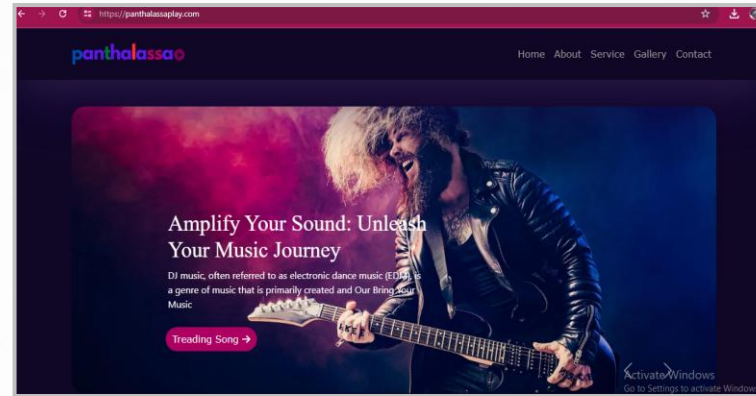 https://panthalassaplay.com
panthalassa
Home About Service Gallery Contact
Amplify Your Sound: Unleash
Your Music Journey
DJ music, often referred to as electronic dance music (EDM), is
a genre of music that is primarily created and Our Bring Your
Music
Treading Song →
Activate Windows
Go to Settings to activate Window